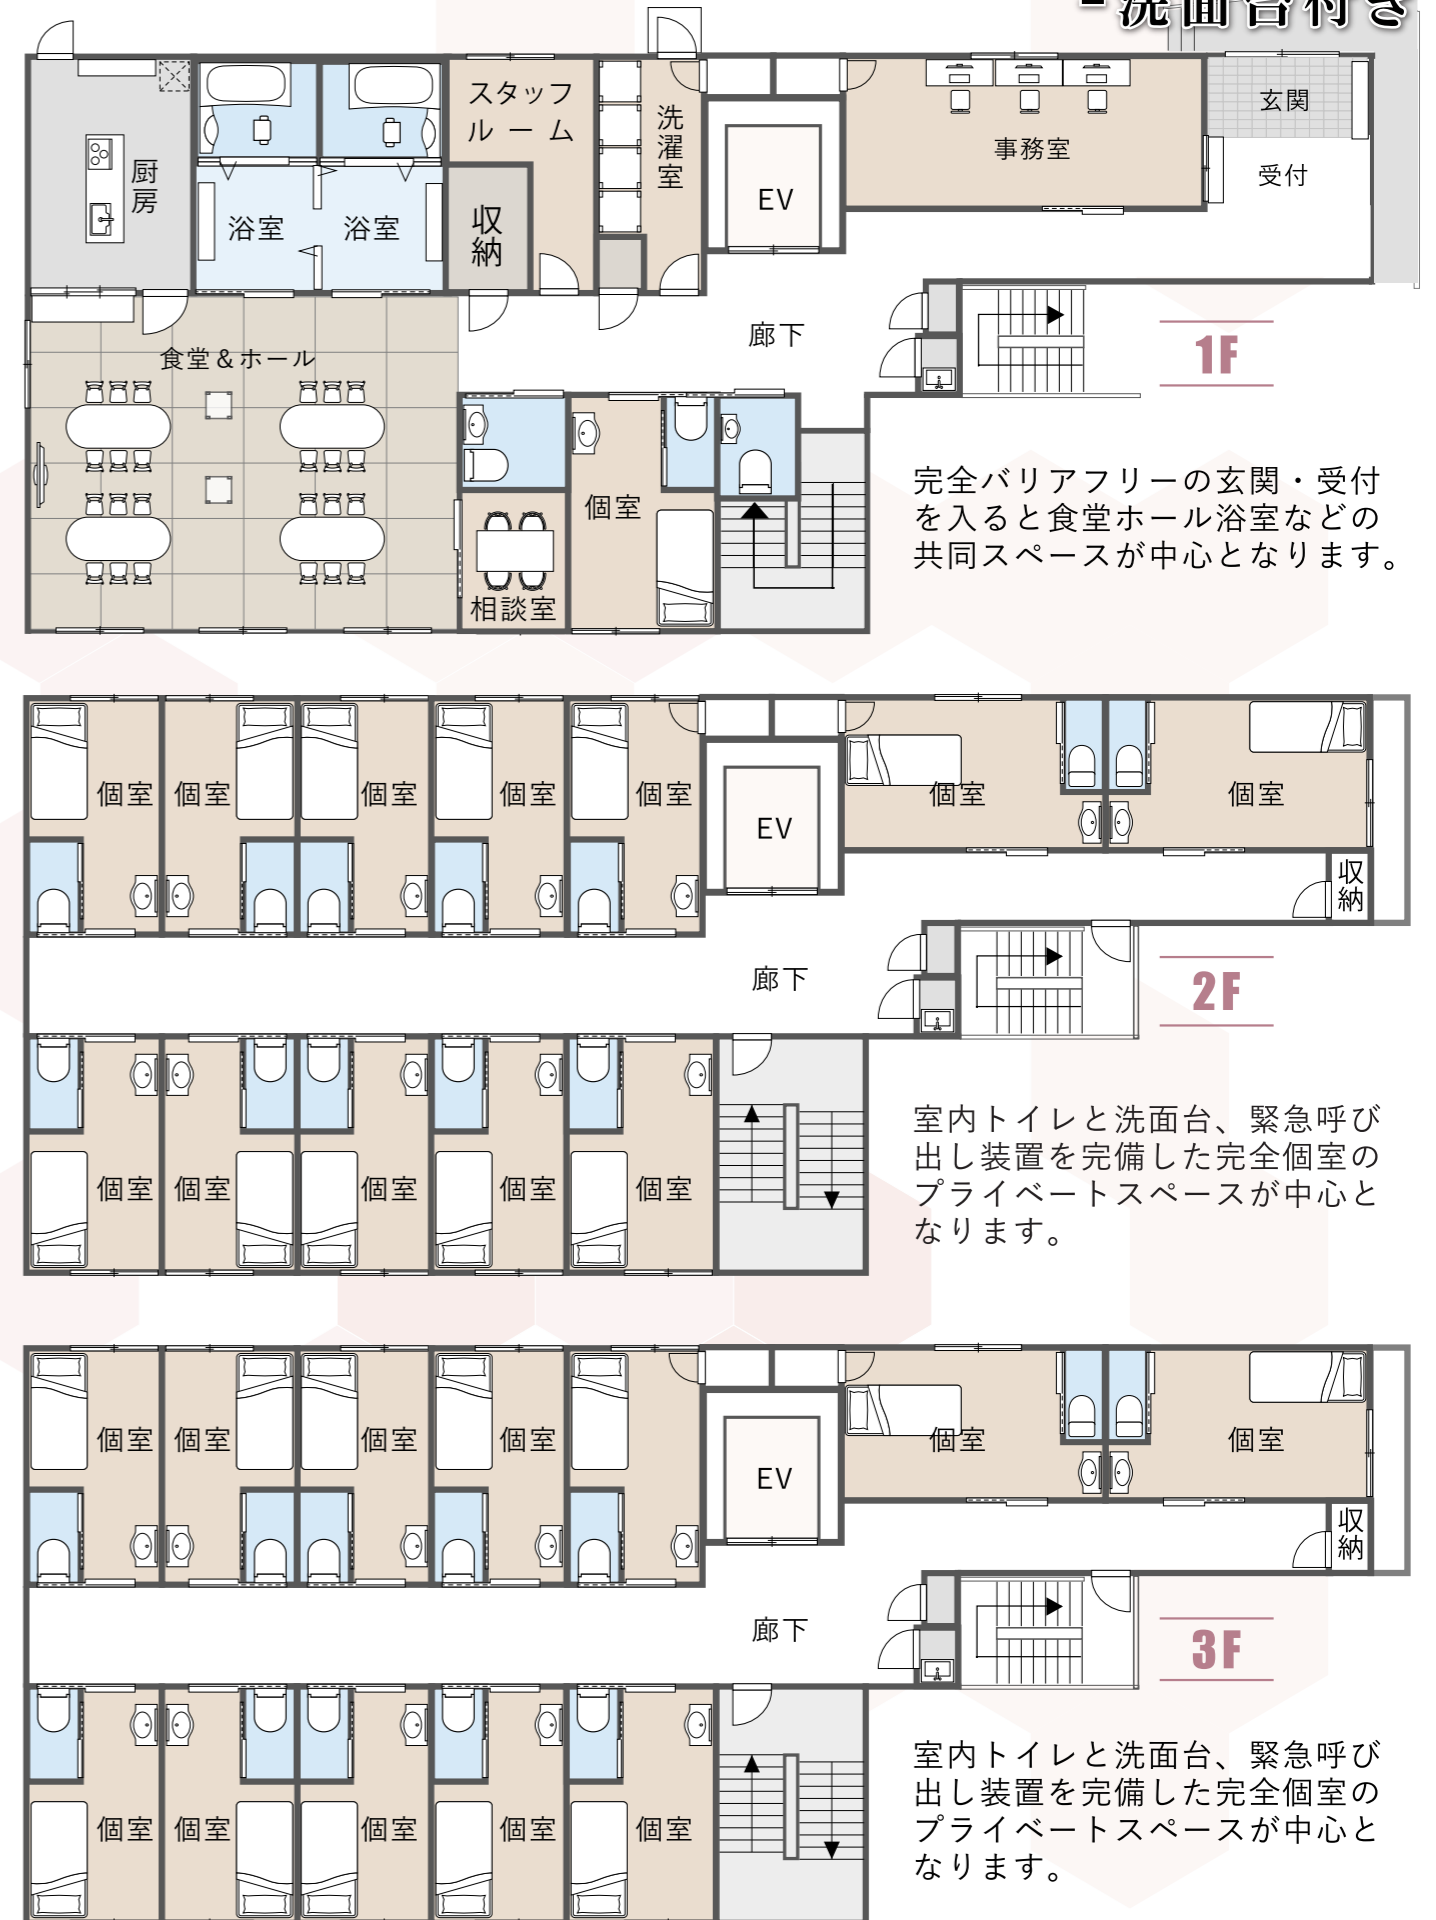 洗面台付き
厨房
スタッフ
ルーム
洗濯室
事務室
玄関
受付
浴室
浴室
収納
EV
食堂＆ホール
廊下
1F
個室
相談室
完全バリアフリーの玄関・受付
を入ると食堂ホール浴室などの
共同スペースが中心となります。
個室
個室
個室
個室
個室
EV
個室
個室
収納
廊下
2F
個室
個室
個室
個室
個室
室内トイレと洗面台、緊急呼び
出し装置を完備した完全個室の
プライベートスペースが中心と
なります。
個室
個室
個室
個室
個室
EV
個室
個室
収納
廊下
3F
個室
個室
個室
個室
個室
室内トイレと洗面台、緊急呼び
出し装置を完備した完全個室の
プライベートスペースが中心と
なります。